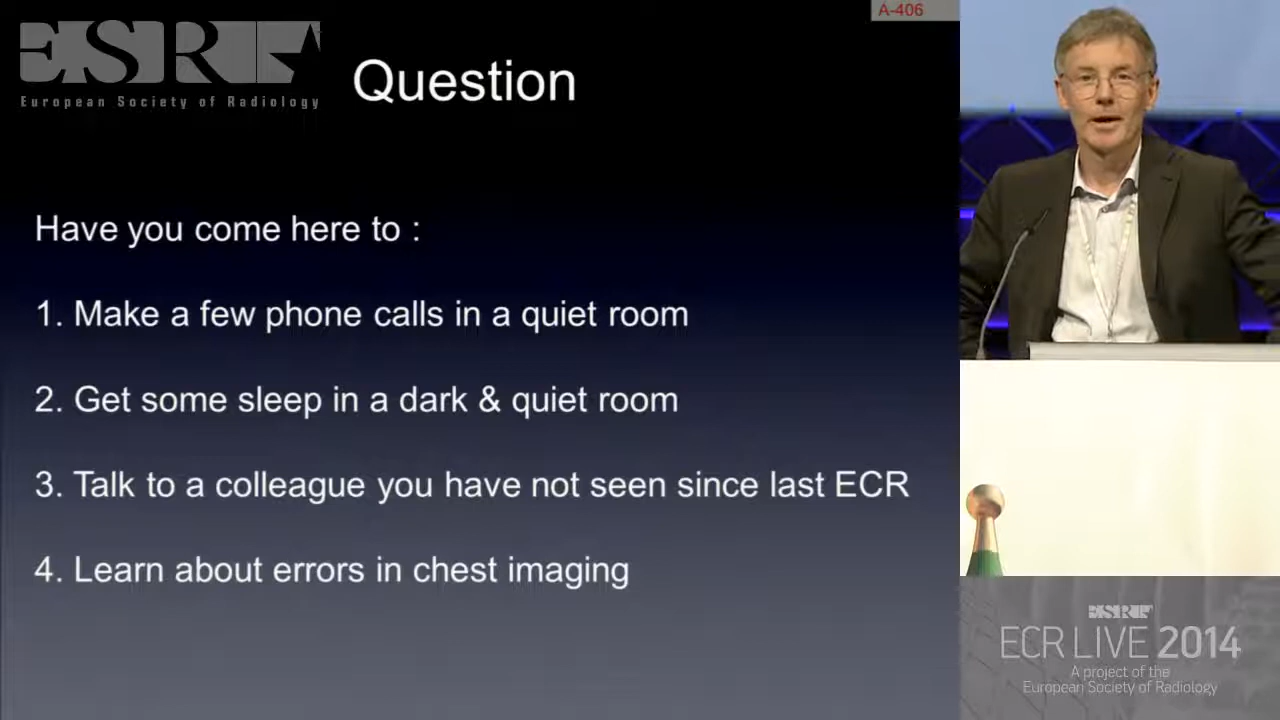 A-406
ESR
European Society of Radiology
Question
Have you come here to :
1. Make a few phone calls in a quiet room
2. Get some sleep in a dark & quiet room
3. Talk to a colleague you have not seen since last ECR
4. Learn about errors in chest imaging
ESR
ECR LIVE 2014
A project of the
European Society of Radiology